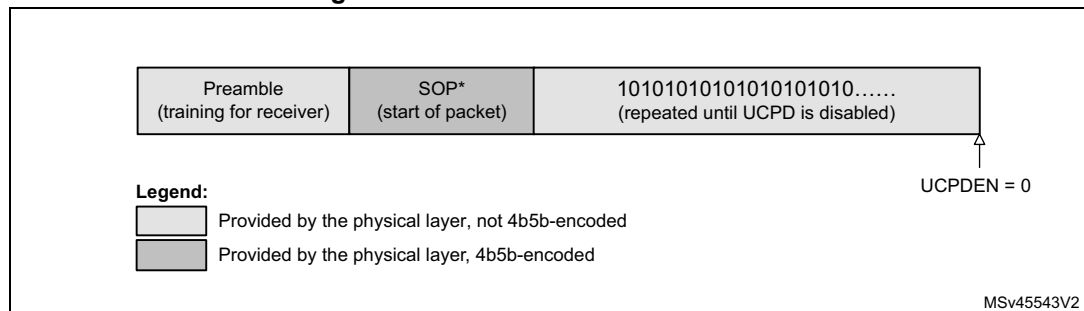 Preamble
(training for receiver)
SOP*
(start of packet)
10101010101010101010……
(repeated until UCPD is disabled)
UCPDEN = 0
Legend:
Provided by the physical layer, not 4b5b-encoded
Provided by the physical layer, 4b5b-encoded
MSv45543V2